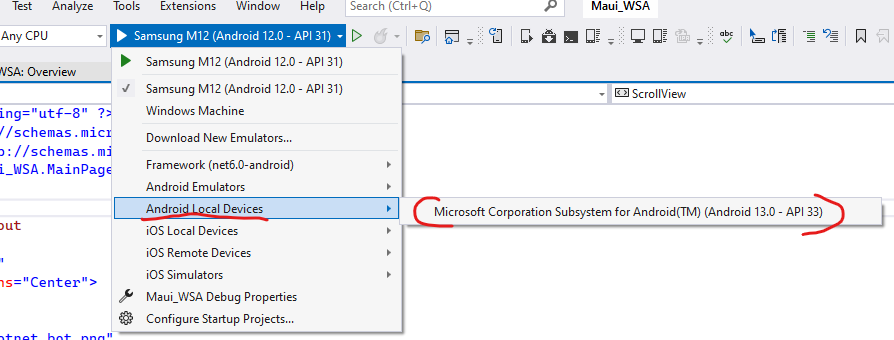 Test Analyze Tools Extensions Window Help Search (Ctrl+Q) Maui_WSA
Any CPU Samsung M12 (Android 12.0 - API 31)
WSA: Overview
Samsung M12 (Android 12.0 - API 31)
ScrollView
Samsung M12 (Android 12.0 - API 31)
ing="utf-8" ?>
Windows Machine
//schemas.micr
Download New Emulators...
p://schemas.mi
Framework (net6.0-android)
i_WSA.MainPage
Android Emulators
Android Local Devices
Microsoft Corporation Subsystem for Android(TM) (Android 13.0 - API 33)
out
iOS Local Devices
iOS Remote Devices
"
ns="Center">
iOS Simulators
Maui_WSA Debug Properties
Configure Startup Projects...
otnet_bot.png"